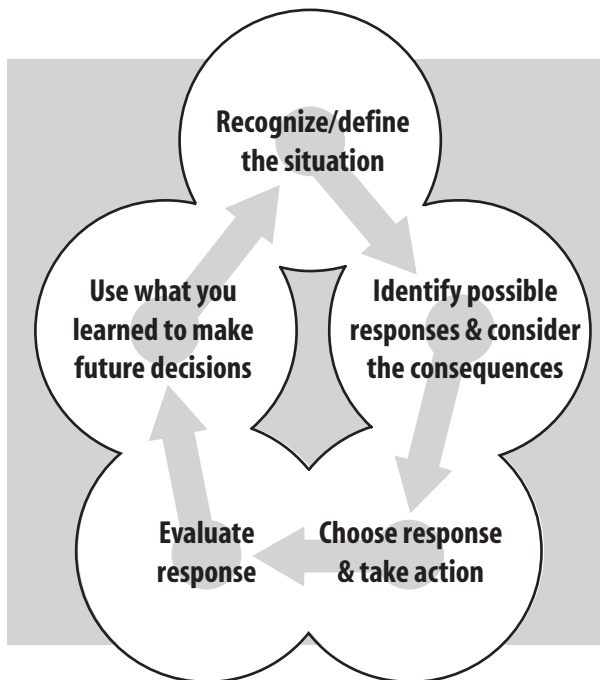 Recognize/define
the situation
Identify possible
responses & consider
the consequences
Choose response
& take action
Evaluate
response
Use what you
learned to make
future decisions